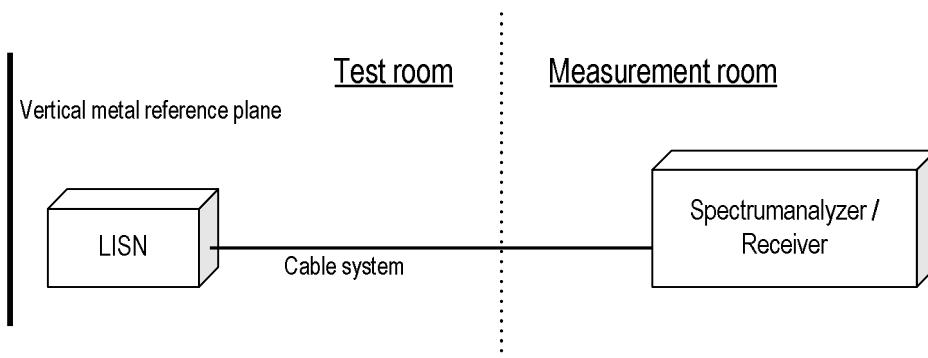 Test room
Measurement room
Vertical metal reference plane
LISN
Cable system
Spectrumanalyzer /
Receiver